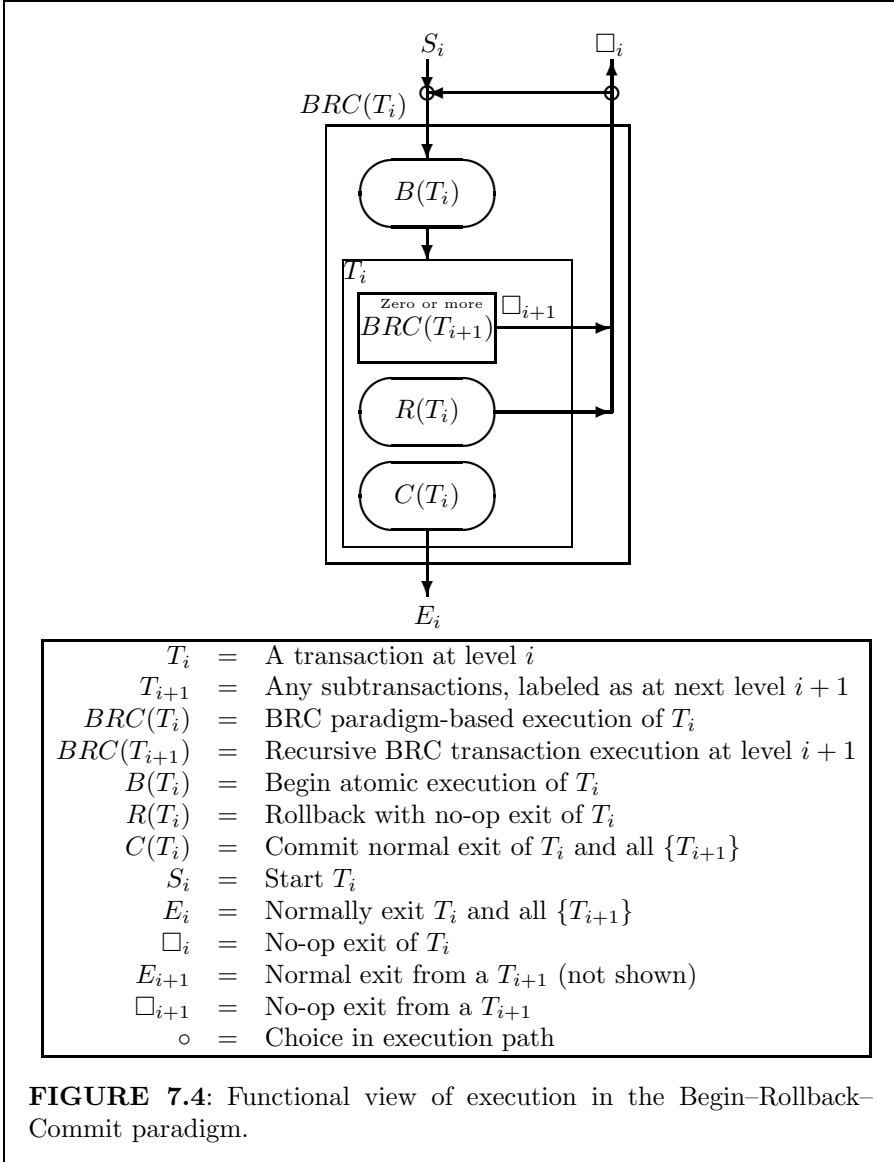 S_i □_i
BRC(T_i)
B(T_i)
T_i
Zero or more
BRC(T_{i+1}) □_{i+1}
R(T_i)
C(T_i)
E_i
T_i = A transaction at level i
T_{i+1} = Any subtransactions, labeled as at next level i + 1
BRC(T_i) = BRC paradigm-based execution of T_i
BRC(T_{i+1}) = Recursive BRC transaction execution at level i + 1
B(T_i) = Begin atomic execution of T_i
R(T_i) = Rollback with no-op exit of T_i
C(T_i) = Commit normal exit of T_i and all {T_{i+1}}
S_i = Start T_i
E_i = Normally exit T_i and all {T_{i+1}}
□_i = No-op exit of T_i
E_{i+1} = Normal exit from a T_{i+1} (not shown)
□_{i+1} = No-op exit from a T_{i+1}
∘ = Choice in execution path
FIGURE 7.4: Functional view of execution in the Begin–Rollback–
Commit paradigm.